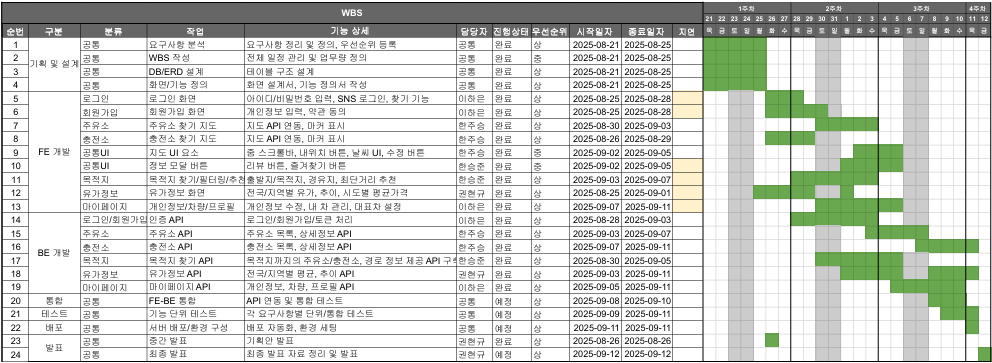 WBS 1주차 2주차 3주차 4주차
21 22 23 24 25 26 27 28 29 30 31 1 2 3 4 5 6 7 8 9 10 11 12
순번 구분 분류 작업 기능 상세 담당자 진행상태 우선순위 시작일자 종료일자 지연 목 금 토 일 월 화 수 목 금 토 일 월 화 수 목 금 토 일 월 화 수 목 금
1 공통 요구사항 분석 요구사항 정리 및 정의, 우선순위 등록 공통 완료 상 2025-08-21 2025-08-25
기획 및 설계
2 공통 WBS 작성 전체 일정 관리 및 업무량 정의 공통 완료 중 2025-08-21 2025-08-25
3 공통 DB/ERD 설계 테이블 구조 설계 공통 완료 상 2025-08-21 2025-08-25
4 공통 화면/기능 정의 화면 설계서, 기능 정의서 작성 공통 완료 상 2025-08-21 2025-08-25
5 로그인 로그인 화면 아이디/비밀번호 입력, SNS 로그인, 찾기 기능 이하은 완료 상 2025-08-25 2025-08-28
6 회원가입 회원가입 화면 개인정보 입력, 약관 동의 이하은 완료 상 2025-08-25 2025-08-28
7 주유소 주유소 찾기 지도 지도 API 연동, 마커 표시 한주승 완료 상 2025-08-30 2025-09-03
8 충전소 충전소 찾기 지도 지도 API 연동, 마커 표시 한주승 완료 상 2025-08-26 2025-08-29
FE 개발
9 공통UI 지도 UI 요소 줌 스크롤바, 내위치 버튼, 날씨 UI, 수정 버튼 한주승 완료 중 2025-09-02 2025-09-05
10 공통UI 정보 모달 버튼 리뷰 버튼, 즐겨찾기 버튼 한승준 완료 중 2025-09-02 2025-09-05
11 목적지 목적지 찾기/필터링/추천 출발지/목적지, 경유지, 최단거리 추천 한승준 완료 상 2025-09-03 2025-09-07
12 유가정보 유가정보 화면 전국/지역별 유가, 추이, 시도별 평균가격 권현규 완료 상 2025-08-25 2025-09-01
13 마이페이지 개인정보/차량/프로필 개인정보 수정, 내 차 관리, 대표차 설정 이하은 완료 상 2025-09-07 2025-09-11
14 로그인/회원가입 인증 API 로그인/회원가입/토큰 처리 이하은 완료 상 2025-08-28 2025-09-03
15 주유소 주유소 API 주유소 목록, 상세정보 API 한주승 완료 상 2025-09-03 2025-09-07
16 충전소 충전소 API 충전소 목록, 상세정보 API 한주승 완료 상 2025-09-07 2025-09-11
BE 개발
17 목적지 목적지 찾기 API 목적지까지의 주유소/충전소, 경로 정보 제공 API 구축 한승준 완료 상 2025-08-30 2025-09-05
18 유가정보 유가정보 API 전국/지역별 평균, 추이 API 권현규 완료 상 2025-09-03 2025-09-11
19 마이페이지 마이페이지 API 개인정보, 차량, 프로필 API 이하은 완료 상 2025-09-05 2025-09-11
20 통합 공통 FE-BE 통합 API 연동 및 통합 테스트 공통 예정 상 2025-09-08 2025-09-10
21 테스트 공통 기능 단위 테스트 각 요구사항별 단위/통합 테스트 공통 예정 상 2025-09-09 2025-09-11
22 배포 공통 서버 배포/환경 구성 배포 자동화, 환경 세팅 공통 예정 상 2025-09-11 2025-09-11
23 공통 중간 발표 기획안 발표 권현규 완료 상 2025-08-26 2025-08-26
발표
24 공통 최종 발표 최종 발표 자료 정리 및 발표 권현규 예정 상 2025-09-12 2025-09-12